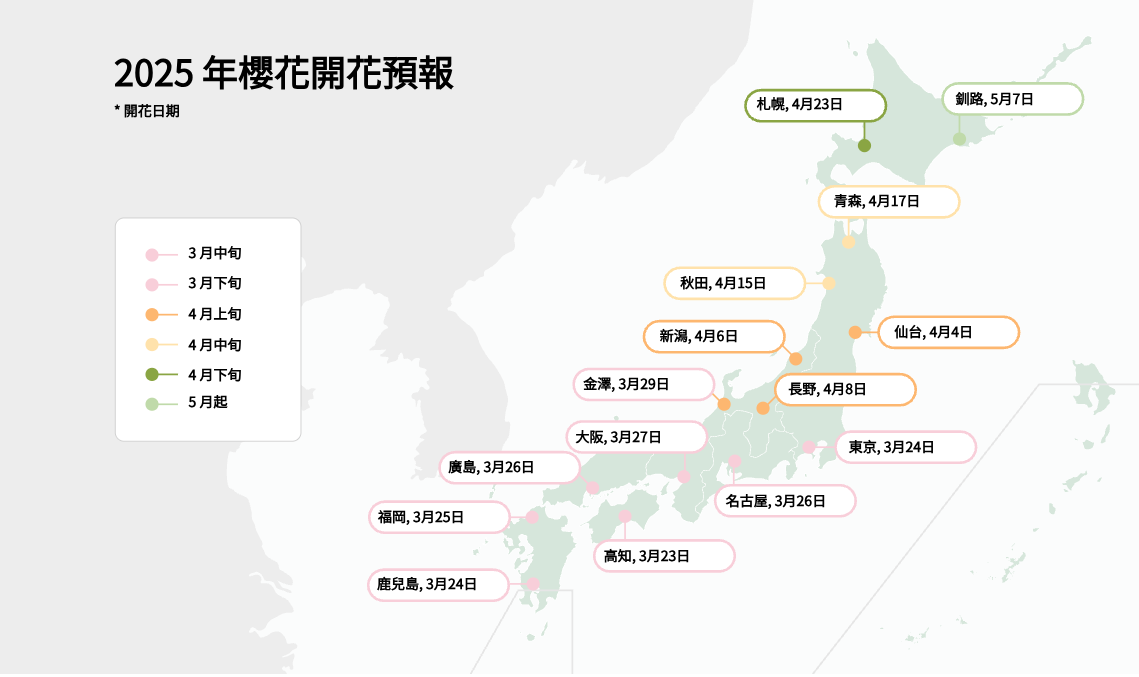 2025 年櫻花開花預報
* 開花日期
3 月中旬
3 月下旬
4 月上旬
4 月中旬
4 月下旬
5 月起
札幌, 4月23日
釧路, 5月7日
青森, 4月17日
秋田, 4月15日
新潟, 4月6日
仙台, 4月4日
金澤, 3月29日
長野, 4月8日
大阪, 3月27日
東京, 3月24日
廣島, 3月26日
名古屋, 3月26日
福岡, 3月25日
高知, 3月23日
鹿兒島, 3月24日